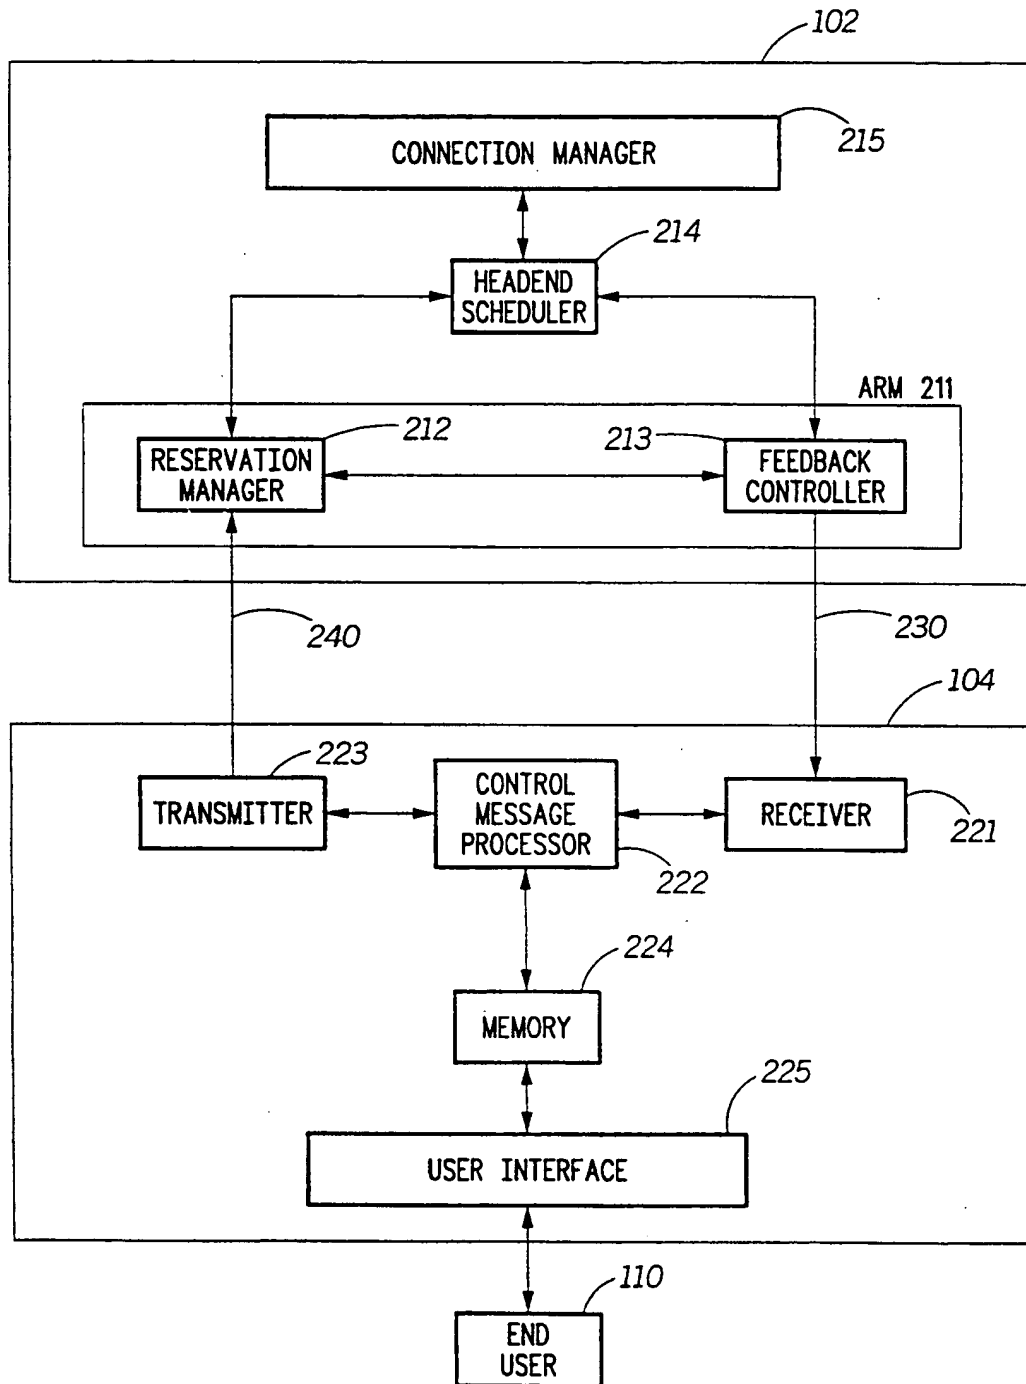 102
CONNECTION MANAGER
215
214
HEADEND
SCHEDULER
ARM 211
212
213
RESERVATION
MANAGER
FEEDBACK
CONTROLLER
240
230
104
223
CONTROL
MESSAGE
PROCESSOR
TRANSMITTER
RECEIVER
221
222
224
MEMORY
225
USER INTERFACE
110
END
USER